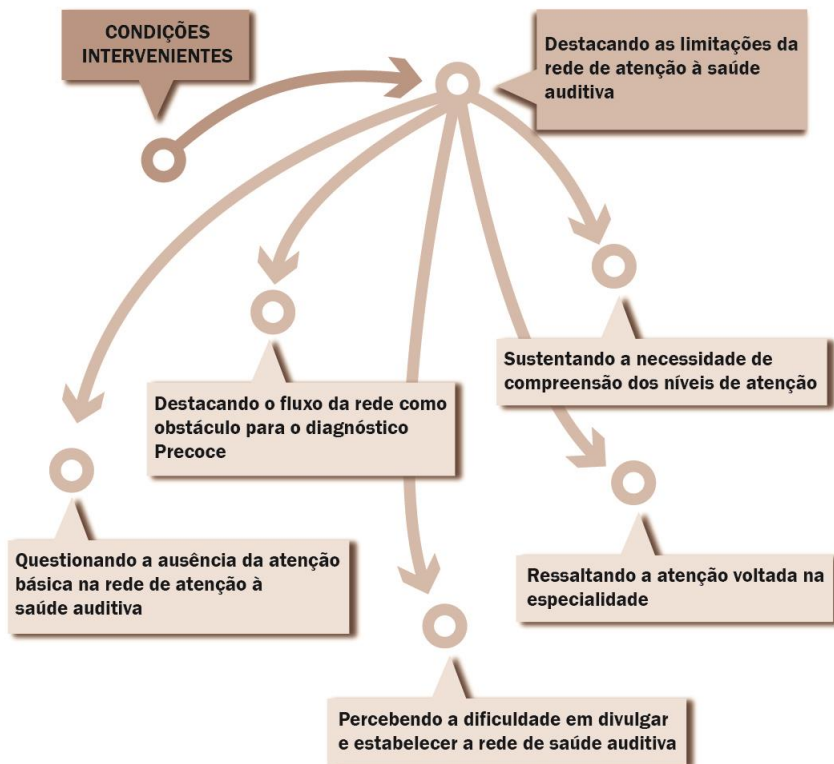 CONDIÇÕES
INTERVENIENTES
Destacando as limitações da
rede de atenção à saúde
auditiva
Sustentando a necessidade de
compreensão dos níveis de atenção
Destacando o fluxo da rede como
obstáculo para o diagnóstico
Precoce
Questionando a ausência da atenção
básica na rede de atenção à
saúde auditiva
Ressaltando a atenção voltada na
especialidade
Percebendo a dificuldade em divulgar
e estabelecer a rede de saúde auditiva